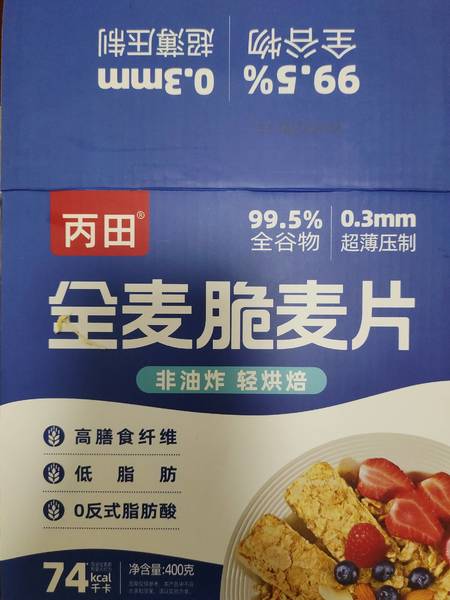 99.5% 0.3mm
全谷物 超薄压制
丙田®
99.5% 0.3mm
全谷物 超薄压制
全麦脆麦片
非油炸 轻烘焙
高膳食纤维
低脂肪
0反式脂肪酸
74 kcal 千卡
净含量:400克